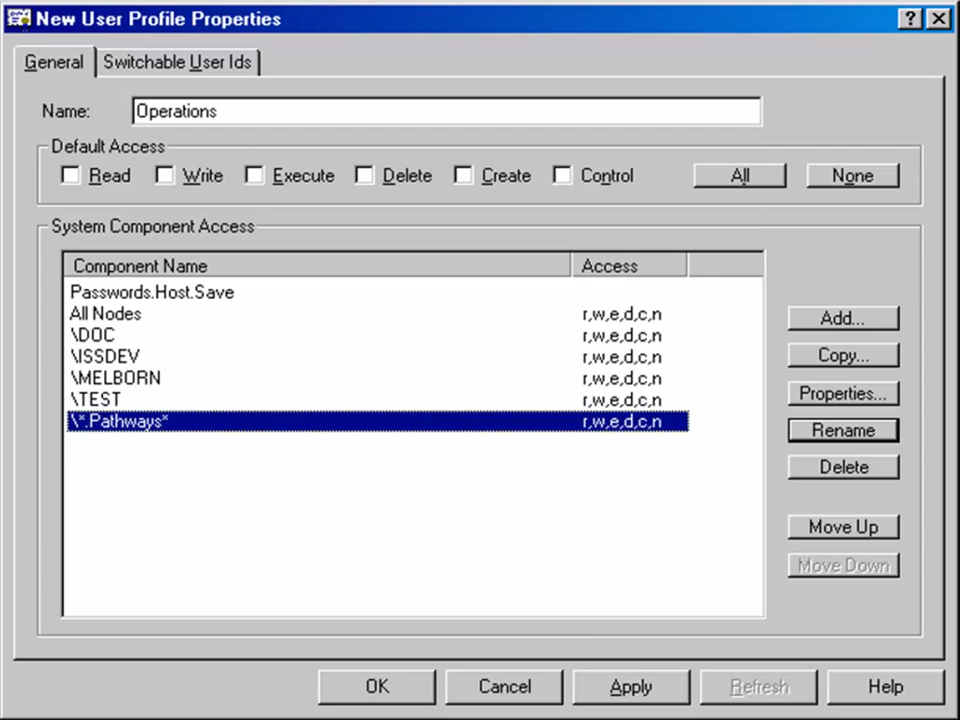 New User Profile Properties
General Switchable User Ids
Name: Operations
Default Access
Read Write Execute Delete Create Control All None
System Component Access
Component Name Access
Passwords.Host.Save
All Nodes r,w,e,d,c,n
\DOC r,w,e,d,c,n
\ISSDEV r,w,e,d,c,n
\MELBORN r,w,e,d,c,n
\TEST r,w,e,d,c,n
\*.Pathways* r,w,e,d,c,n
Add...
Copy...
Properties...
Rename
Delete
Move Up
Move Down
OK Cancel Apply Refresh Help